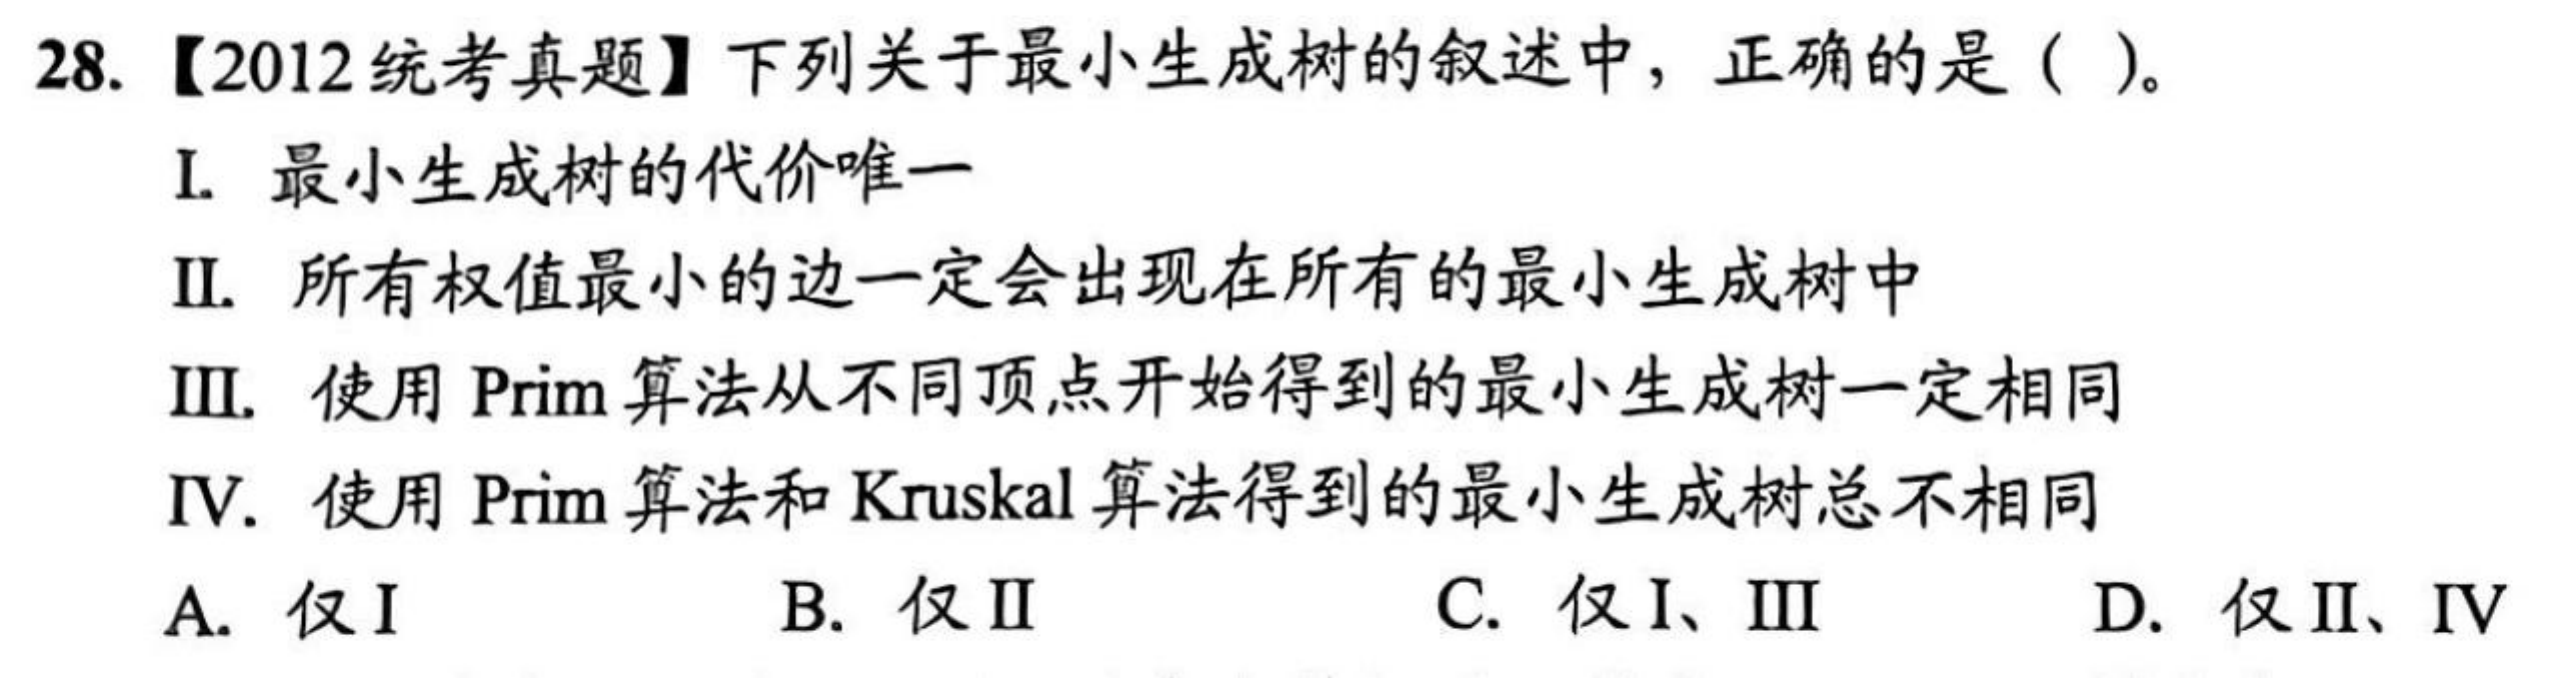 28. 【2012统考真题】下列关于最小生成树的叙述中，正确的是（ ）。
I. 最小生成树的代价唯一
II. 所有权值最小的边一定会出现在所有的最小生成树中
III. 使用 Prim 算法从不同顶点开始得到的最小生成树一定相同
IV. 使用 Prim 算法和 Kruskal 算法得到的最小生成树总不相同
A. 仅 I B. 仅 II C. 仅 I、III D. 仅 II、IV